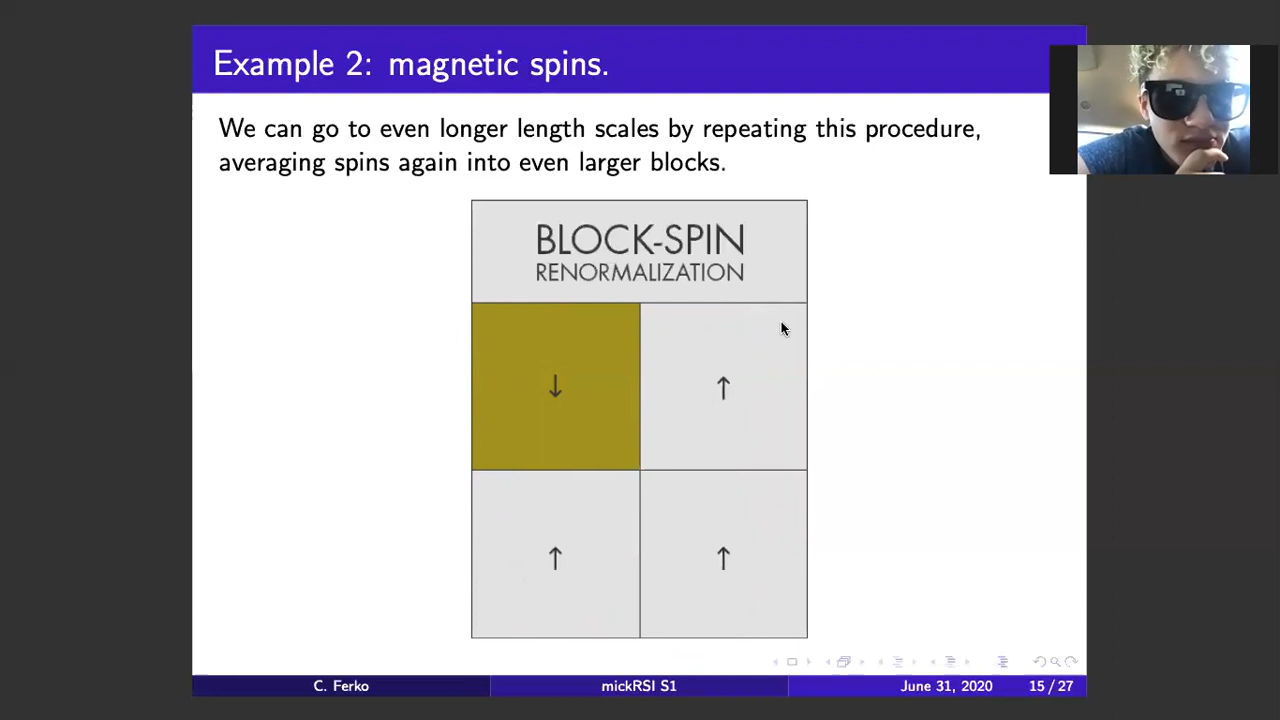 Example 2: magnetic spins.
We can go to even longer length scales by repeating this procedure,
averaging spins again into even larger blocks.
BLOCK-SPIN
RENORMALIZATION
↓ ↑
↑ ↑
C. Ferko mickRSI S1 June 31, 2020 15 / 27